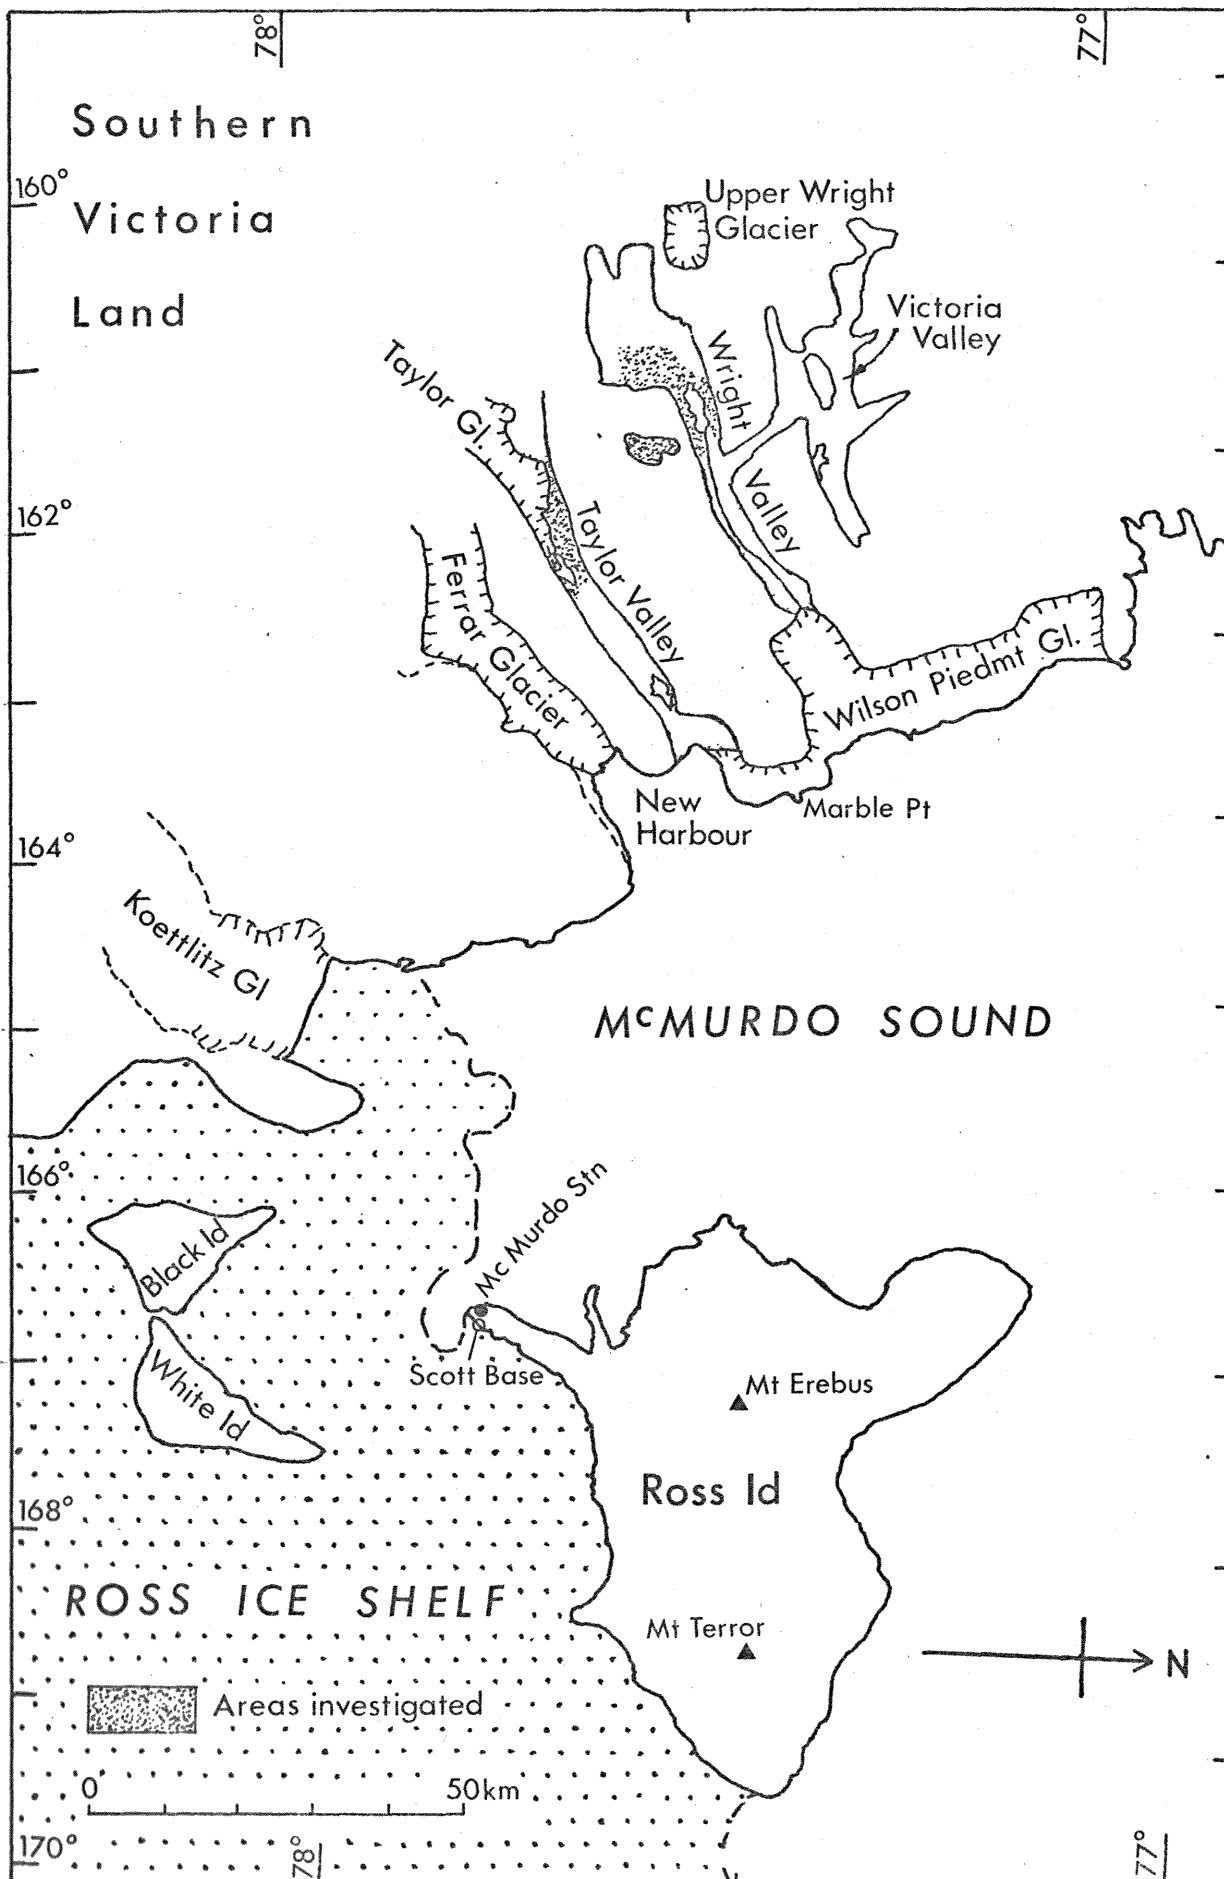 78°
77°
Southern
Victoria
Land
160°
Upper Wright
Glacier
Victoria
Valley
Taylor Gl.
Wright
Valley
162°
Taylor Valley
Ferrar Glacier
Wilson Piedmt Gl.
New
Harbour
Marble Pt
164°
Koettlitz Gl
McMURDO SOUND
166°
Mc Murdo Stn
Black Id
Scott Base
White Id
Mt Erebus
Ross Id
168°
ROSS ICE SHELF
Mt Terror
N
Areas investigated
0
50km
170°
78°
77°